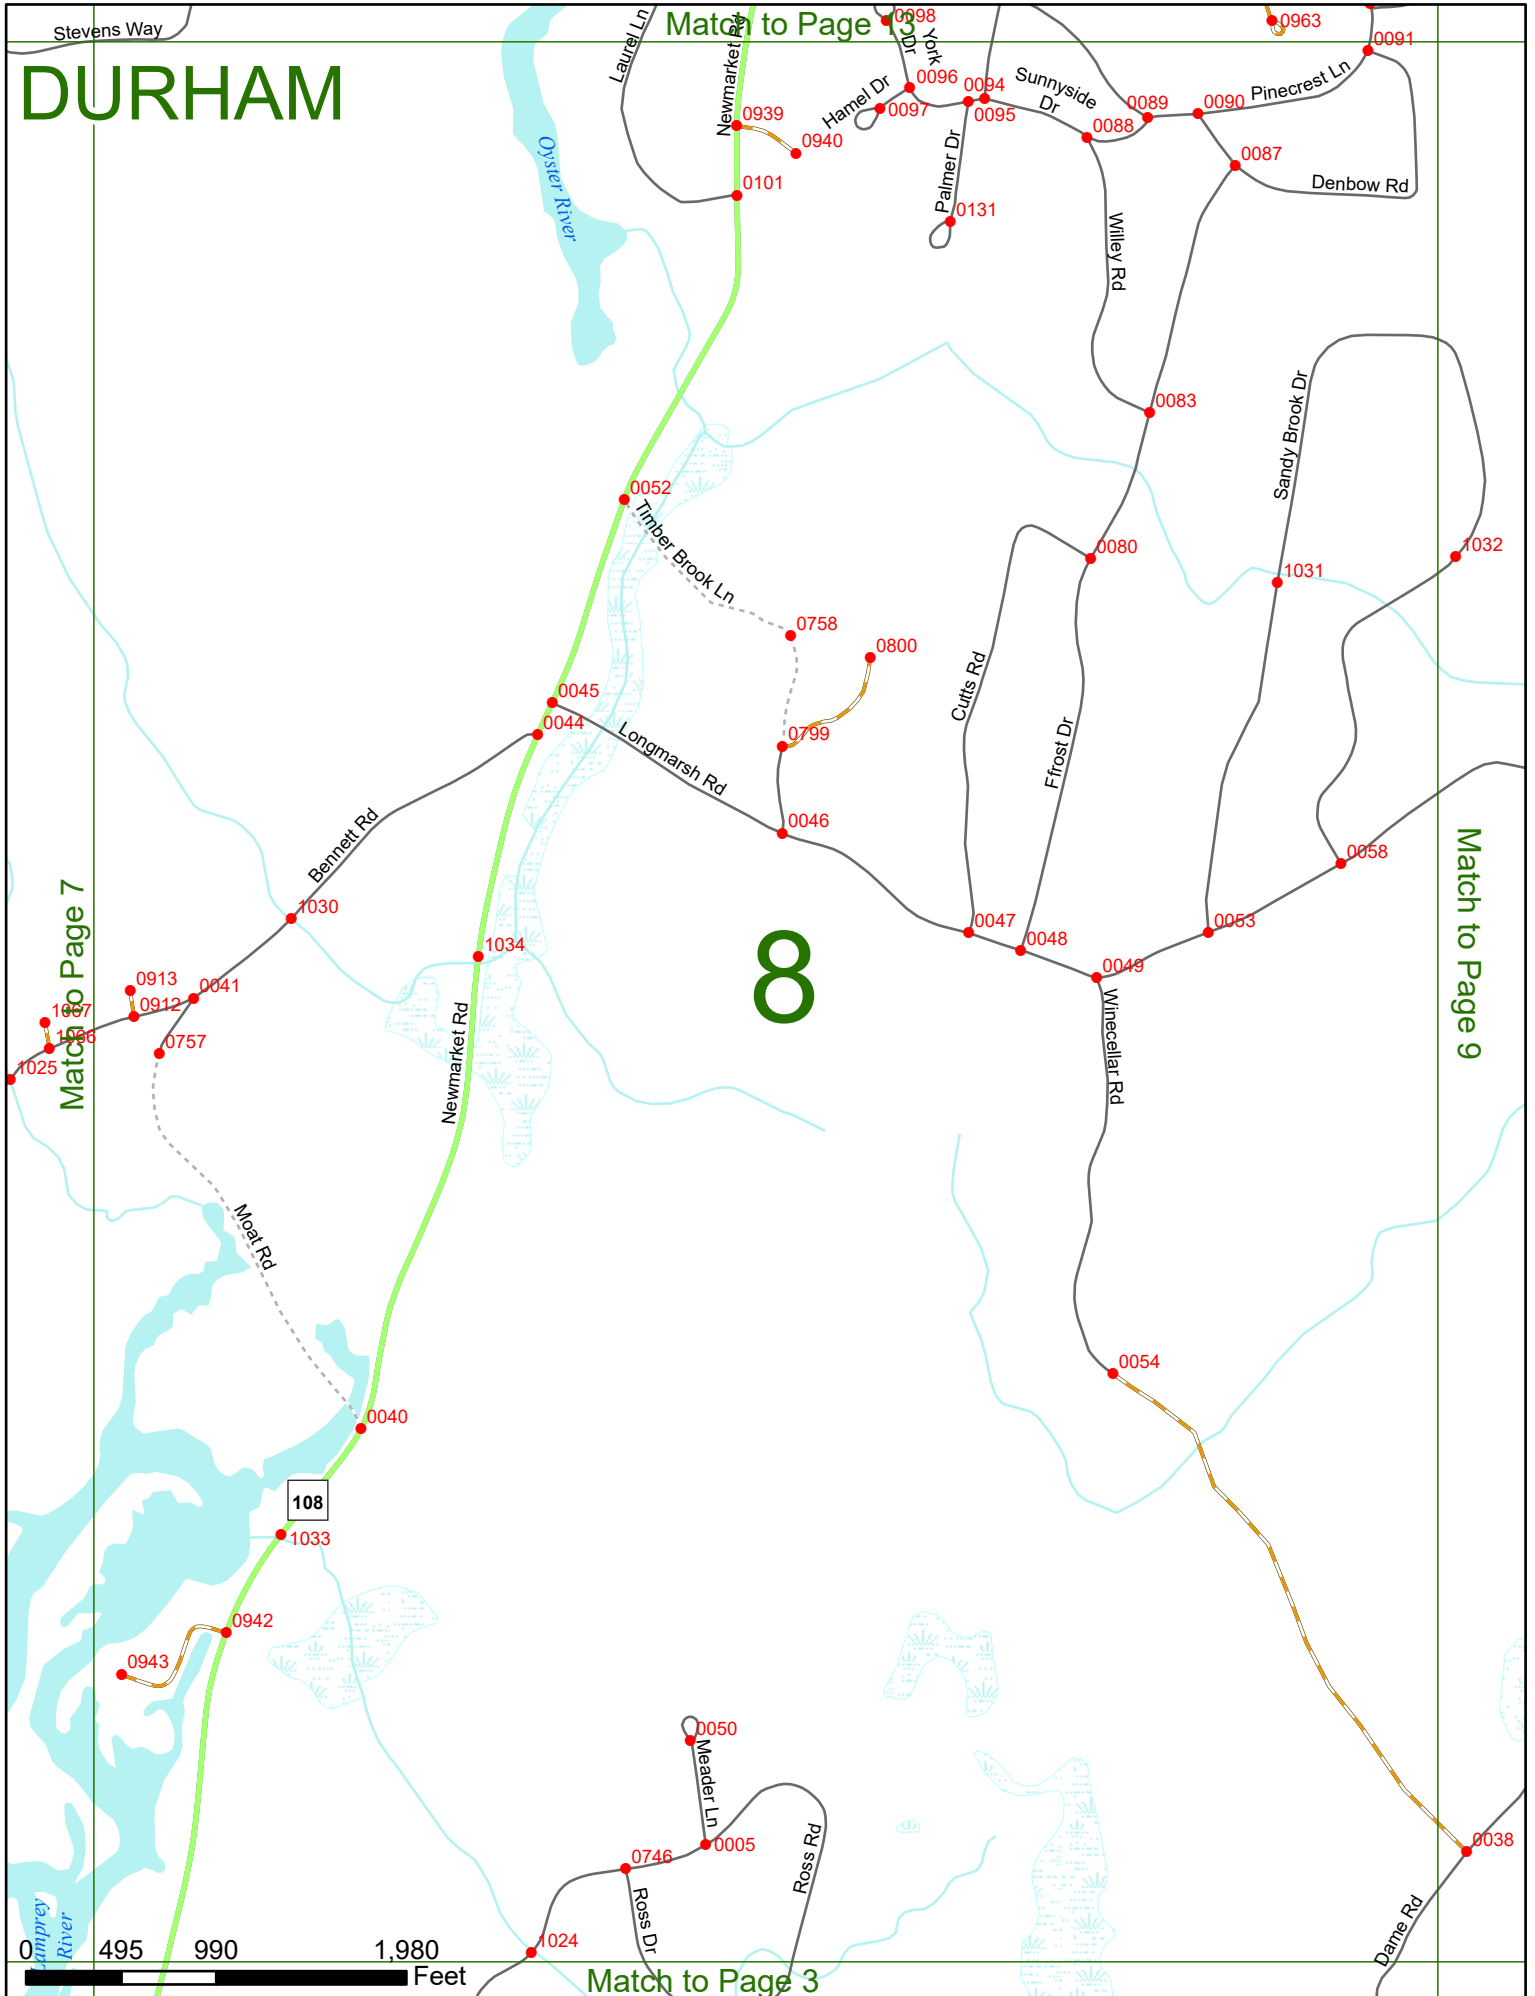 Stevens Way
DURHAM
Match to Page 13
Laurel Ln
Newmarket Rd
Oyster River
0939
0940
0101
0098
York
Dr
0096
0097
Hamel Dr
0094
0095
Palmer Dr
0131
Sunnyside
Dr
0088
0089
0090
Pinecrest Ln
0091
0963
0087
Denbow Rd
Willey Rd
0083
0052
Timber Brook Ln
0758
0800
0799
0080
Sandy Brook Dr
1031
1032
Cutts Rd
Ffrost Dr
0045
0044
Longmarsh Rd
0046
Bennett Rd
1030
0047
0048
0049
0053
0058
Match to Page 7
0913
0912
0041
1067
1066
0757
1025
1034
8
Match to Page 9
Newmarket Rd
Winecellar Rd
Moat Rd
0040
0054
108
1033
0942
0943
0050
Meader Ln
0005
0746
Ross Rd
Ross Dr
1024
0038
Dame Rd
Lamprey
River
0 495 990 1,980
Feet
Match to Page 3